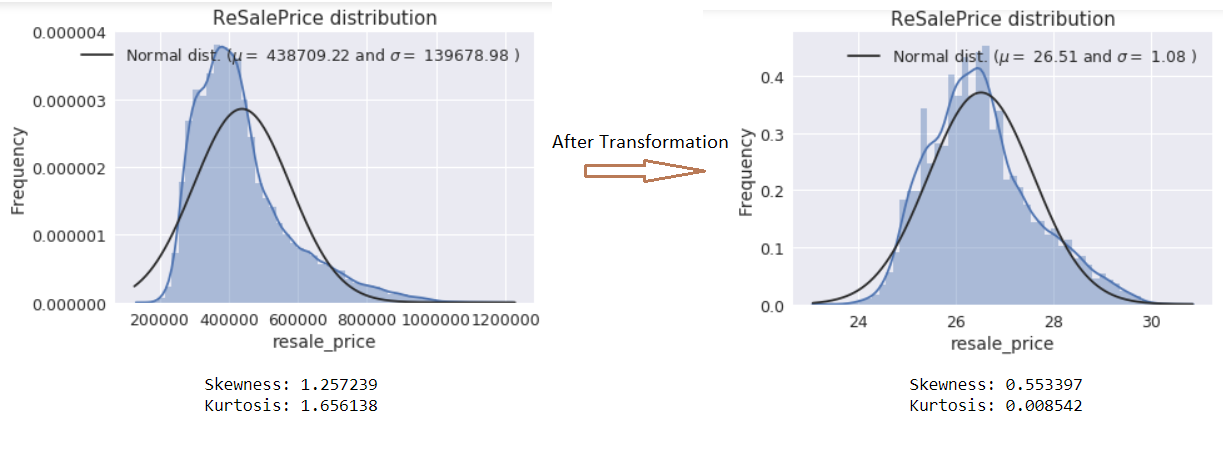 ReSalePrice distribution
Normal dist. (μ= 438709.22 and σ= 139678.98 )
0.000004
0.000003
0.000002
0.000001
0.000000
Frequency
200000 400000 600000 800000 1000000 1200000
resale_price
Skewness: 1.257239
Kurtosis: 1.656138
After Transformation
ReSalePrice distribution
Normal dist. (μ= 26.51 and σ= 1.08 )
0.4
0.3
0.2
0.1
0.0
Frequency
24 26 28 30
resale_price
Skewness: 0.553397
Kurtosis: 0.008542